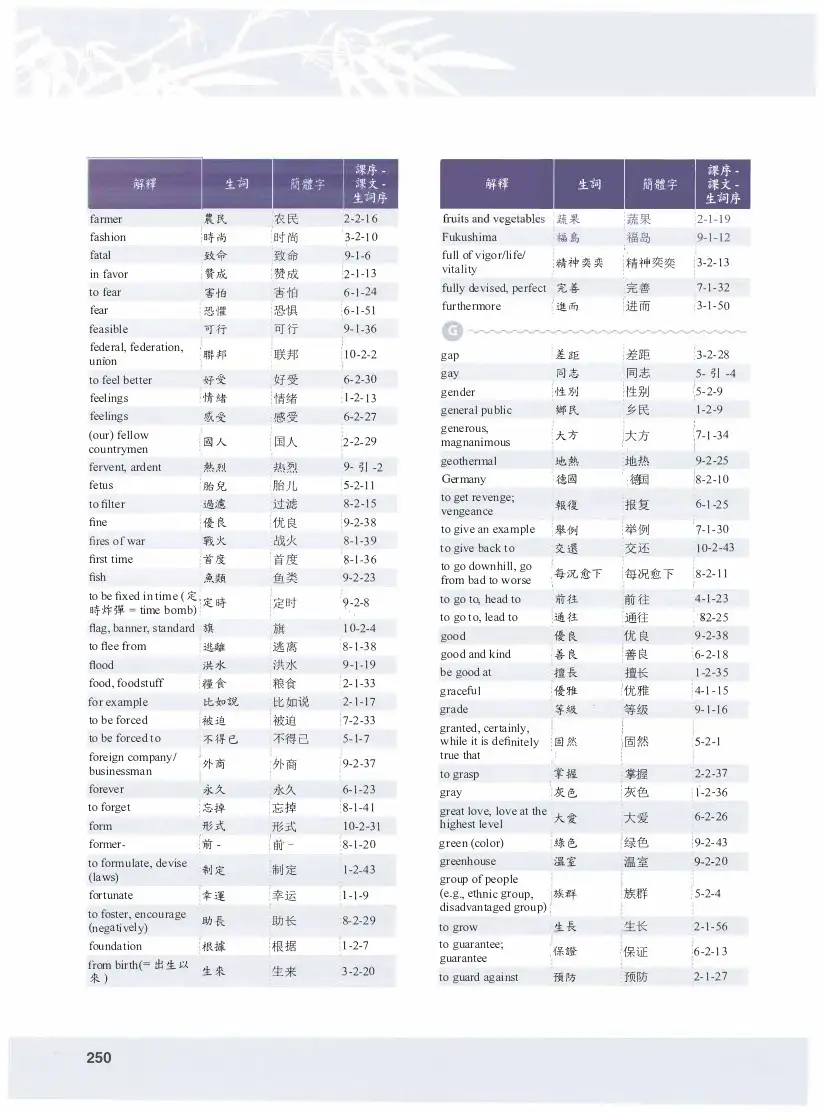 解釋 生詞 簡體字 課序 -
課文 -
生詞序
farmer 農民 农民 2-2-16
fashion 時尚 时尚 3-2-10
fatal 致命 致命 9-1-6
in favor 贊成 赞成 2-1-13
to fear 害怕 害怕 6-1-24
fear 恐懼 恐惧 6-1-51
feasible 可行 可行 9-1-36
federal, federation,
union 聯邦 联邦 10-2-2
to feel better 好受 好受 6-2-30
feelings 情緒 情绪 1-2-13
feelings 感受 感受 6-2-27
(our) fellow
countrymen 國人 国人 2-2-29
fervent, ardent 熱烈 热烈 9- 引 -2
fetus 胎兒 胎儿 5-2-11
to filter 過濾 过滤 8-2-15
fine 優良 优良 9-2-38
fires of war 戰火 战火 8-1-39
first time 首度 首度 8-1-36
fish 魚類 鱼类 9-2-23
to be fixed in time (定
時炸彈 = time bomb) 定時 定时 9-2-8
flag, banner, standard 旗 旗 10-2-4
to flee from 逃離 逃离 8-1-38
flood 洪水 洪水 9-1-19
food, foodstuff 糧食 粮食 2-1-33
for example 比如說 比如说 2-1-17
to be forced 被迫 被迫 7-2-33
to be forced to 不得已 不得已 5-1-7
foreign company/
businessman 外商 外商 9-2-37
forever 永久 永久 6-1-23
to forget 忘掉 忘掉 8-1-41
form 形式 形式 10-2-31
former- 前 - 前 - 8-1-20
to formulate, devise
(laws) 制定 制定 1-2-43
fortunate 幸運 幸运 1-1-9
to foster, encourage
(negatively) 助長 助长 8-2-29
foundation 根據 根据 1-2-7
from birth(= 出生以
來 ) 生來 生来 3-2-20
解釋 生詞 簡體字 課序 -
課文 -
生詞序
fruits and vegetables 蔬果 蔬果 2-1-19
Fukushima 福島 福岛 9-1-12
full of vigor/life/
vitality 精神奕奕 精神奕奕 3-2-13
fully devised, perfect 完善 完善 7-1-32
furthermore 進而 进而 3-1-50
G
gap 差距 差距 3-2-28
gay 同志 同志 5- 引 -4
gender 性別 性别 5-2-9
general public 鄉民 乡民 1-2-9
generous,
magnanimous 大方 大方 7-1-34
geothermal 地熱 地热 9-2-25
Germany 德國 德国 8-2-10
to get revenge;
vengeance 報復 报复 6-1-25
to give an example 舉例 举例 7-1-30
to give back to 交還 交还 10-2-43
to go downhill, go
from bad to worse 每況愈下 每况愈下 8-2-11
to go to, head to 前往 前往 4-1-23
to go to, lead to 通往 通往 82-25
good 優良 优良 9-2-38
good and kind 善良 善良 6-2-18
be good at 擅長 擅长 1-2-35
graceful 優雅 优雅 4-1-15
grade 等級 等级 9-1-16
granted, certainly,
while it is definitely
true that 固然 固然 5-2-1
to grasp 掌握 掌握 2-2-37
gray 灰色 灰色 1-2-36
great love, love at the
highest level 大愛 大爱 6-2-26
green (color) 綠色 绿色 9-2-43
greenhouse 溫室 温室 9-2-20
group of people
(e.g., ethnic group,
disadvantaged group) 族群 族群 5-2-4
to grow 生長 生长 2-1-56
to guarantee;
guarantee 保證 保证 6-2-13
to guard against 預防 预防 2-1-27
250